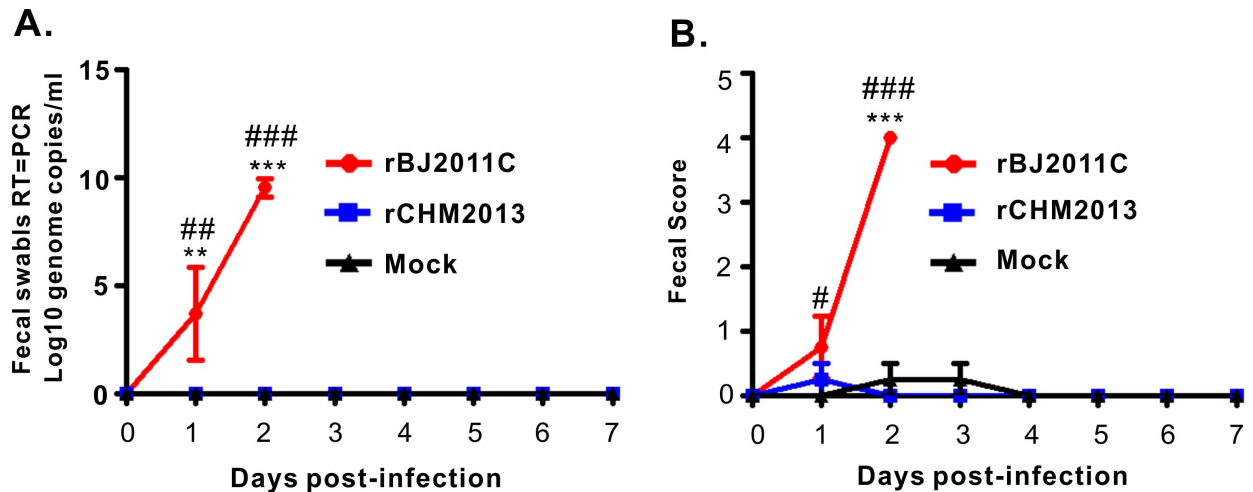 A.
Fecal swabls RT=PCR
Log10 genome copies/ml
15
10
5
0
##
**
###
***
rBJ2011C
rCHM2013
Mock
0 1 2 3 4 5 6 7
Days post-infection
B.
Fecal Score
5
4
3
2
1
0
#
###
***
rBJ2011C
rCHM2013
Mock
0 1 2 3 4 5 6 7
Days post-infection